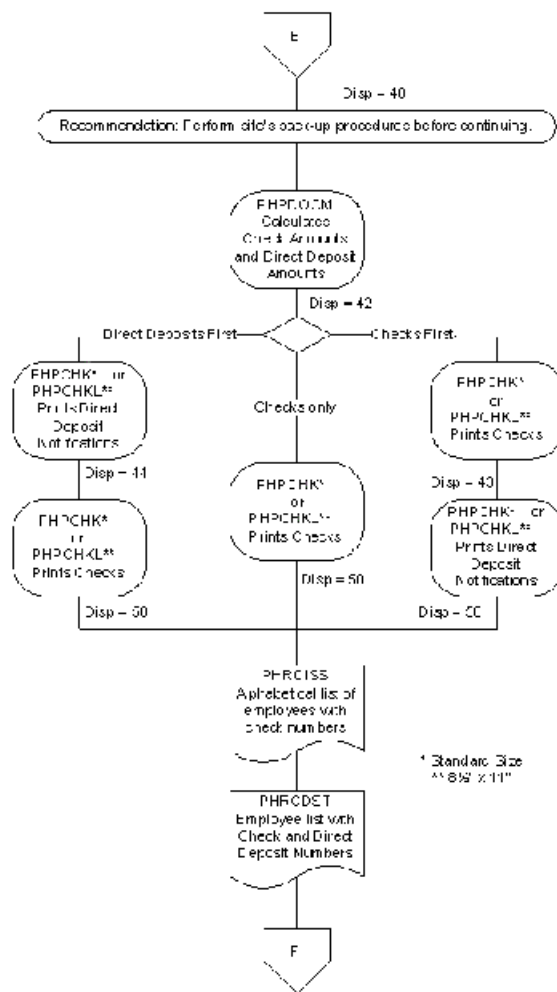 E
Disp = 40
Recommendation: Perform site's back-up procedures before continuing.
PHPDOCM
Calculates
Check Amounts
and Direct Deposit
Amounts
Disp = 42
Direct Deposits First
Checks First
PHPCHK* or
PHPCHKL**
Prints Direct
Deposit
Notifications
Checks only
PHPCHK*
or
PHPCHKL**
Prints Checks
Disp = 44
PHPCHK*
or
PHPCHKL**
Prints Checks
PHPCHK*
or
PHPCHKL**
Prints Checks
Disp = 43
PHPCHK* or
PHPCHKL**
Prints Direct
Deposit
Notifications
Disp = 50
Disp = 50
Disp = 50
PHRCISS
Alphabetical list of
employees with
check numbers
* Standard Size
** 8½" x 11"
PHRCDST
Employee list with
Check and Direct
Deposit Numbers
F